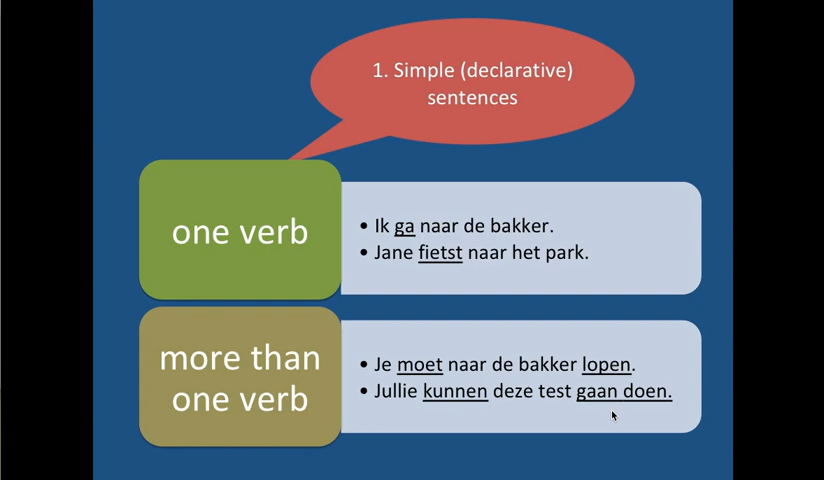 1. Simple (declarative)
sentences
one verb
• Ik ga naar de bakker.
• Jane fietst naar het park.
more than
one verb
• Je moet naar de bakker lopen.
• Jullie kunnen deze test gaan doen.